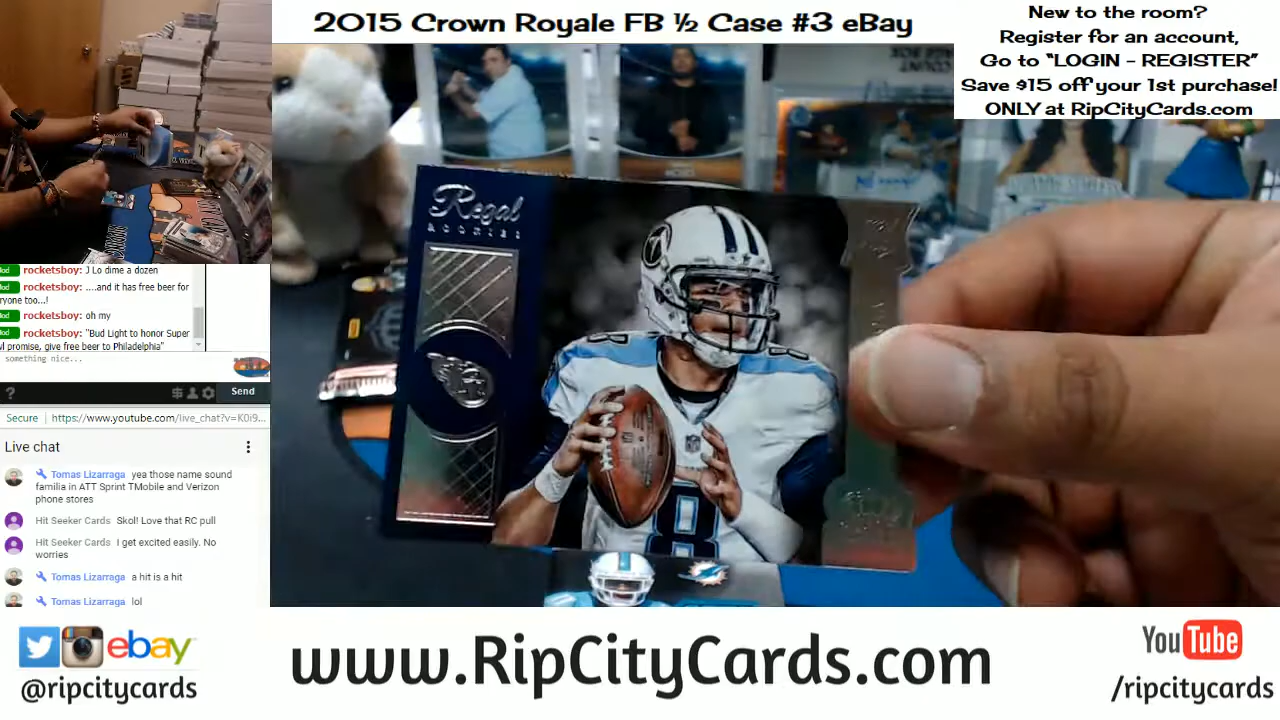 2015 Crown Royale FB ½ Case #3 eBay
New to the room?
Register for an account,
Go to “LOGIN - REGISTER”
Save $15 off your 1st purchase!
ONLY at RipCityCards.com
rocketsboy: J Lo dime a dozen
rocketsboy: ....and it has free beer for
ryone too...!
rocketsboy: oh my
rocketsboy: "Bud Light to honor Super
l promise, give free beer to Philadelphia"
something nice...
?
Send
Secure | https://www.youtube.com/live_chat?v=K0i9...
Live chat
Tomas Lizarraga yea those name sound
familia in ATT Sprint TMobile and Verizon
phone stores
Hit Seeker Cards Skol! Love that RC pull
Hit Seeker Cards I get excited easily. No
worries
Tomas Lizarraga a hit is a hit
Tomas Lizarraga lol
Regal
ROOKIES
8
8
8
ebay
@ripcitycards
www.RipCityCards.com
YouTube
/ripcitycards